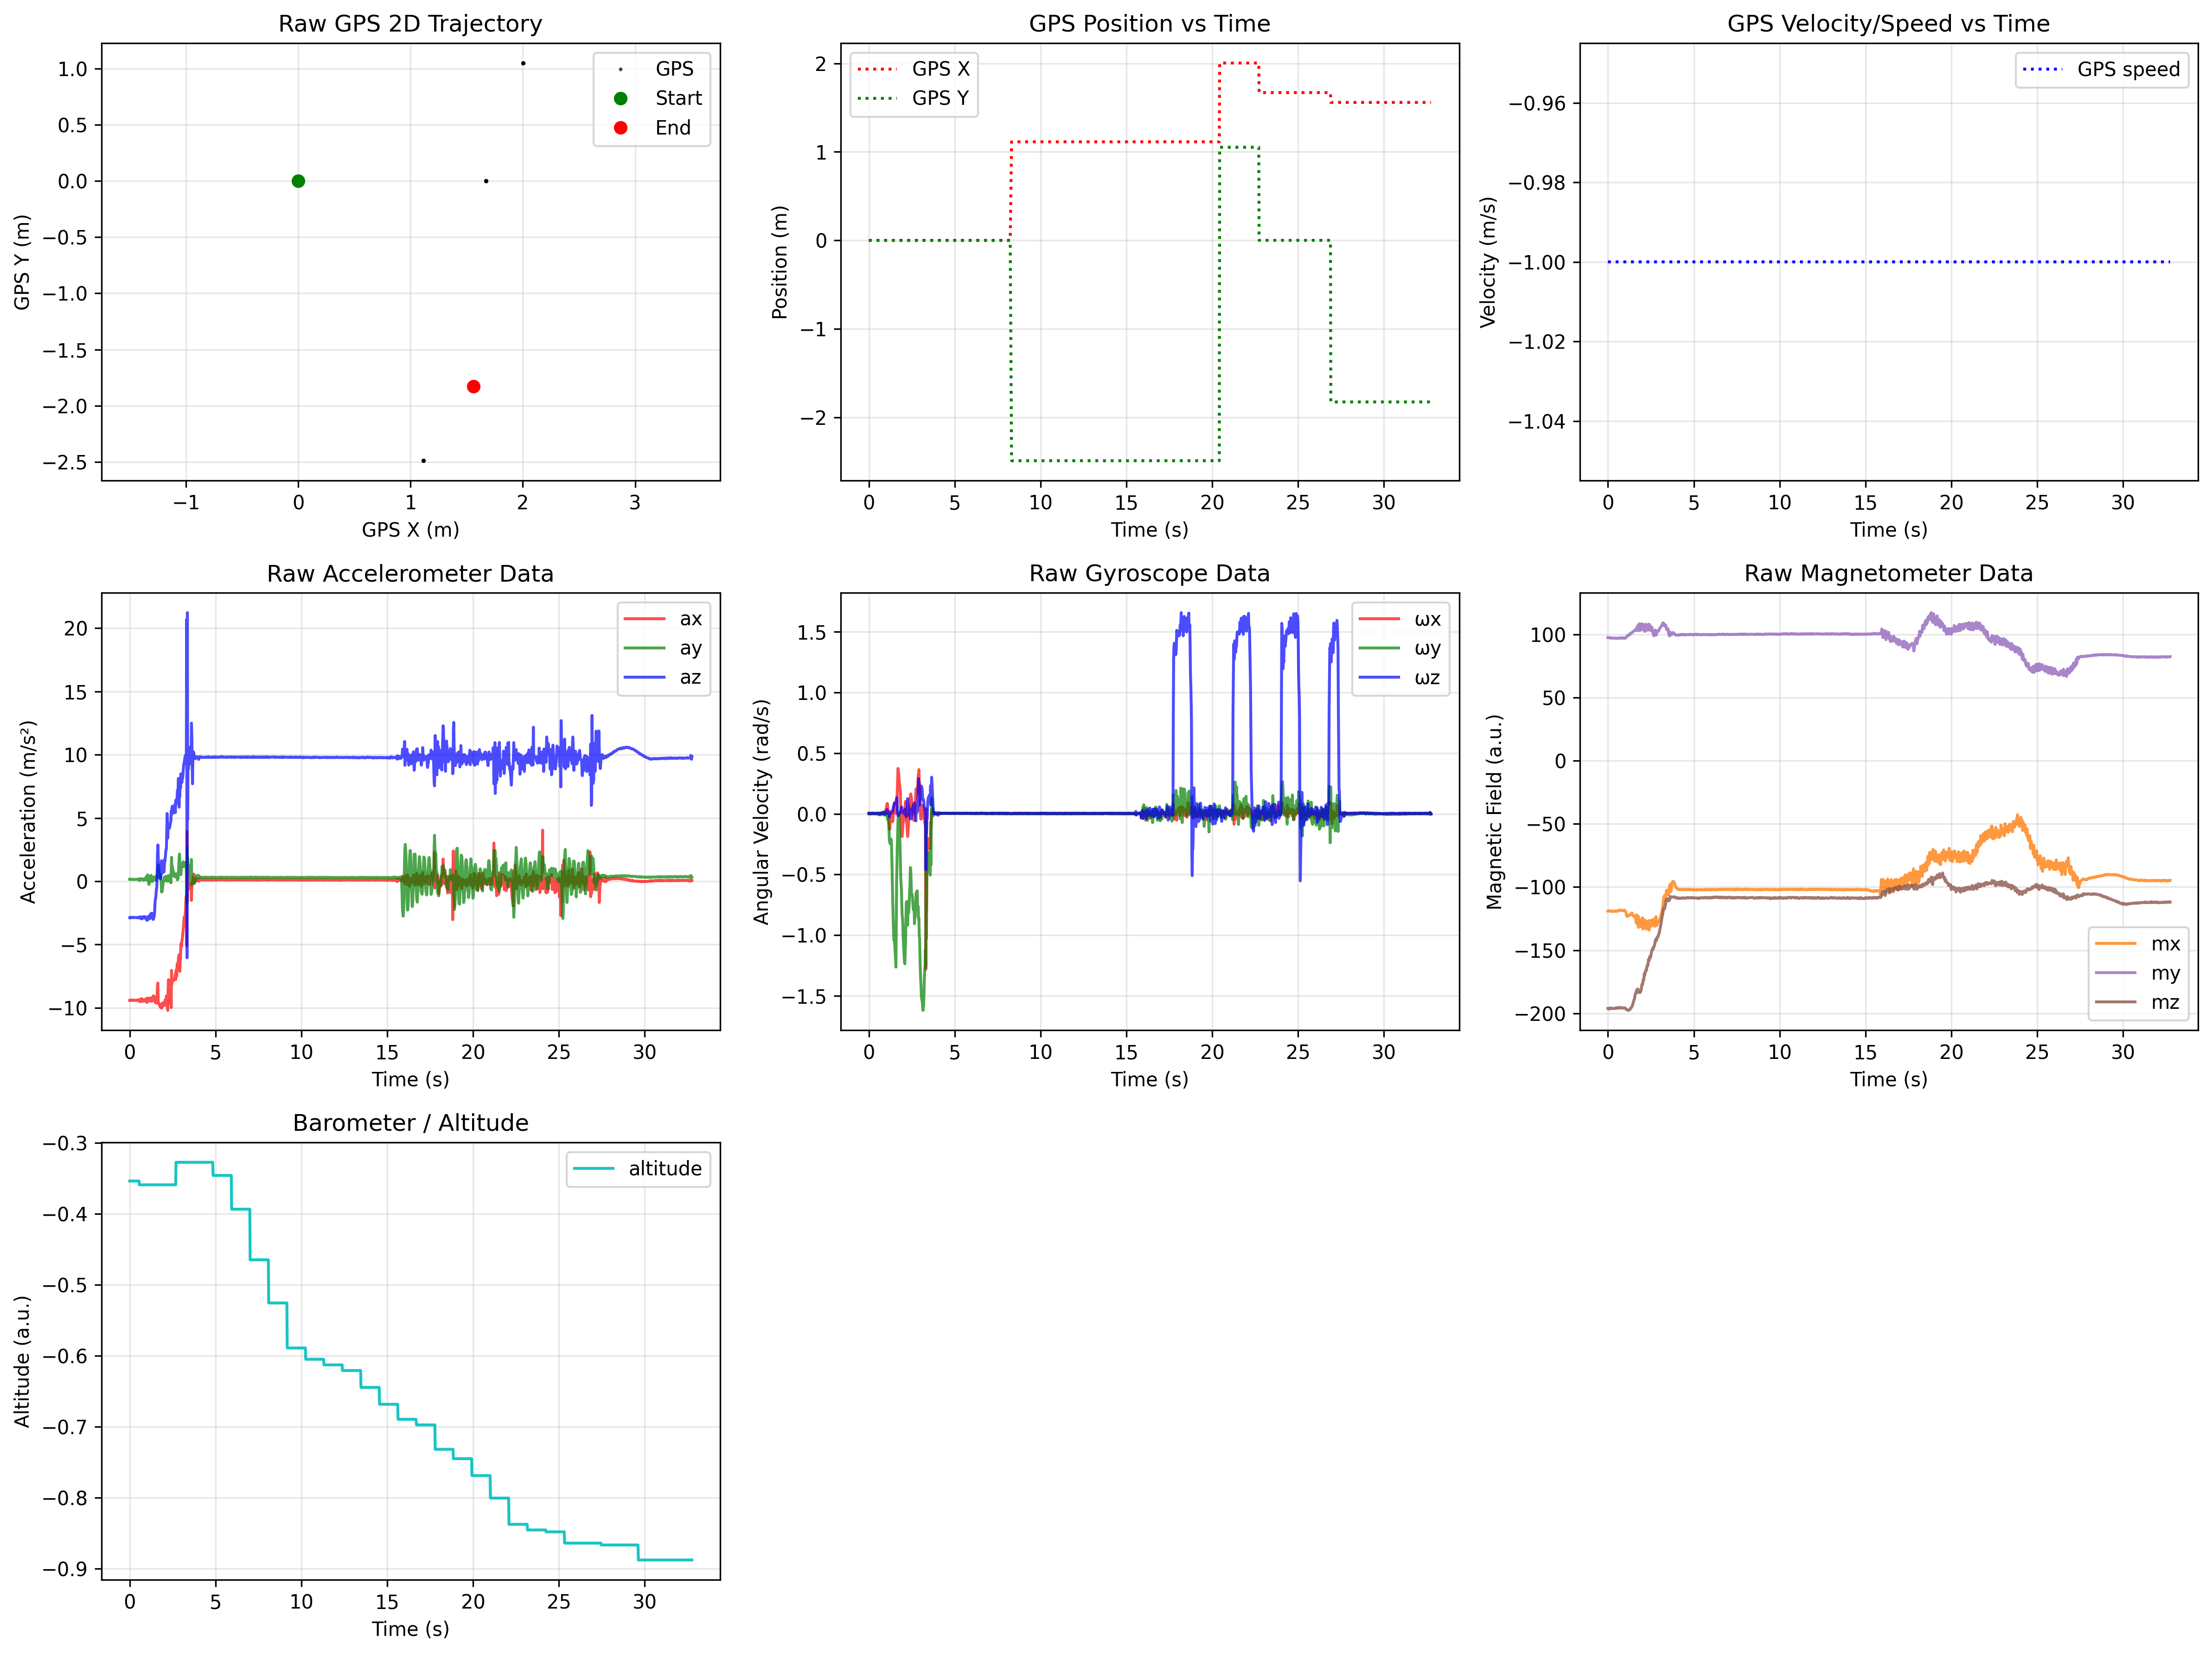 Raw GPS 2D Trajectory
GPS Y (m)
1.0
0.5
0.0
−0.5
−1.0
−1.5
−2.0
−2.5
−1 0 1 2 3
GPS X (m)
GPS
Start
End
GPS Position vs Time
Position (m)
2
1
0
−1
−2
0 5 10 15 20 25 30
Time (s)
GPS X
GPS Y
GPS Velocity/Speed vs Time
Velocity (m/s)
−0.96
−0.98
−1.00
−1.02
−1.04
0 5 10 15 20 25 30
Time (s)
GPS speed
Raw Accelerometer Data
Acceleration (m/s²)
20
15
10
5
0
−5
−10
0 5 10 15 20 25 30
Time (s)
ax
ay
az
Raw Gyroscope Data
Angular Velocity (rad/s)
1.5
1.0
0.5
0.0
−0.5
−1.0
−1.5
0 5 10 15 20 25 30
Time (s)
ωx
ωy
ωz
Raw Magnetometer Data
Magnetic Field (a.u.)
100
50
0
−50
−100
−150
−200
0 5 10 15 20 25 30
Time (s)
mx
my
mz
Barometer / Altitude
Altitude (a.u.)
−0.3
−0.4
−0.5
−0.6
−0.7
−0.8
−0.9
0 5 10 15 20 25 30
Time (s)
altitude